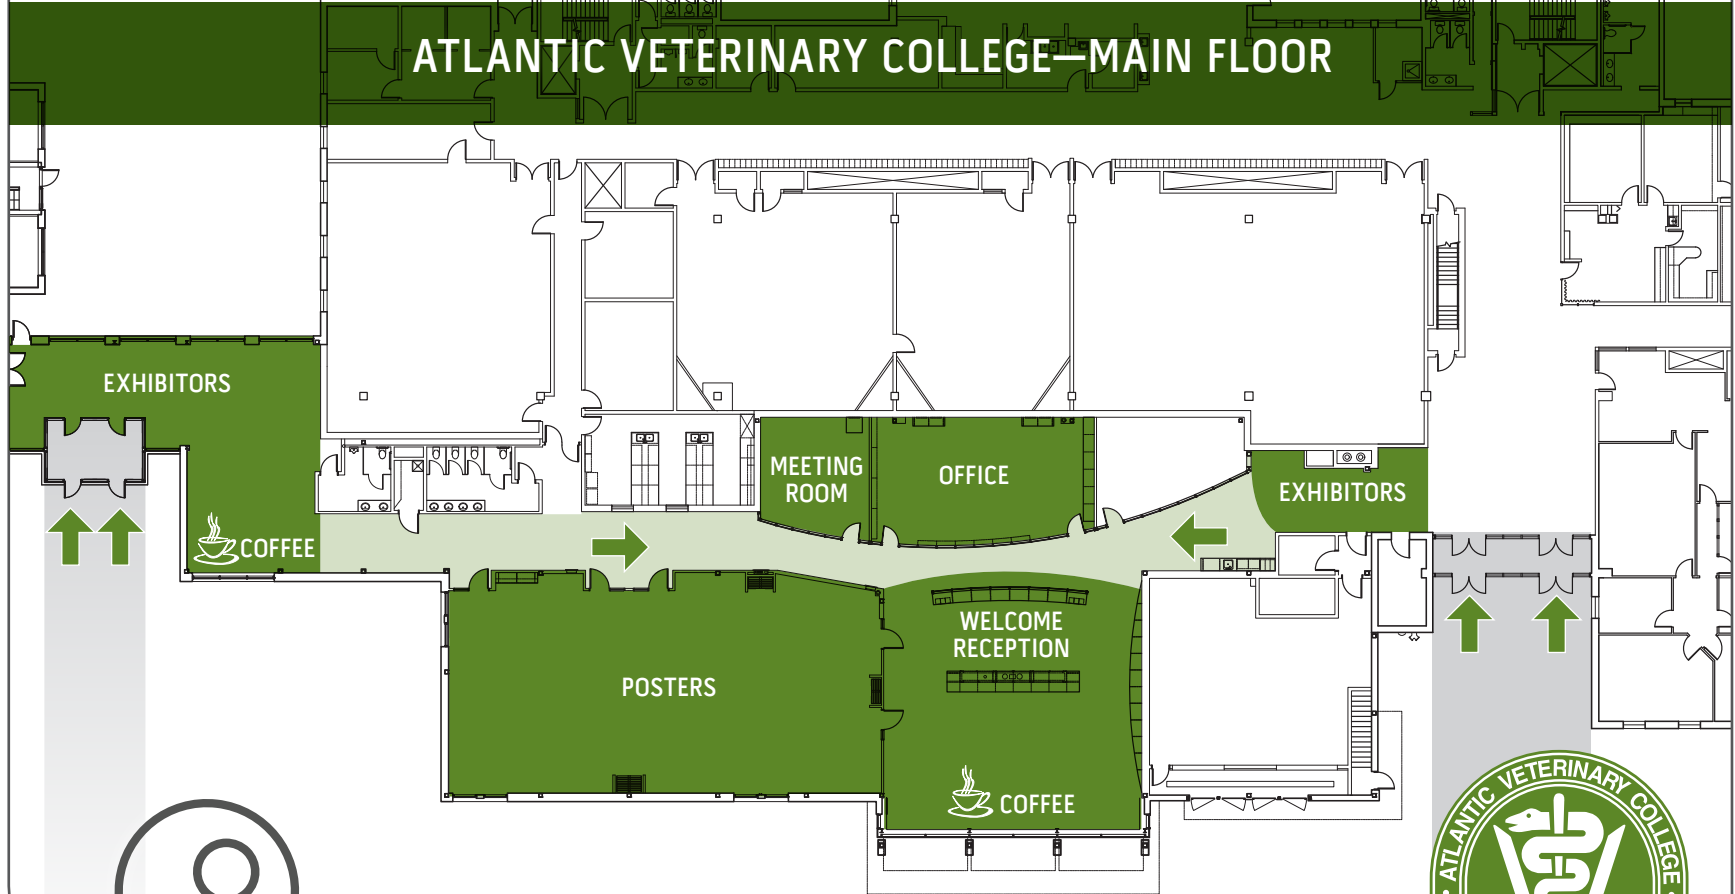 ATLANTIC VETERINARY COLLEGE—MAIN FLOOR
EXHIBITORS
MEETING
ROOM
OFFICE
EXHIBITORS
COFFEE
WELCOME
RECEPTION
POSTERS
COFFEE
• ATLANTIC VETERINARY COLLEGE •